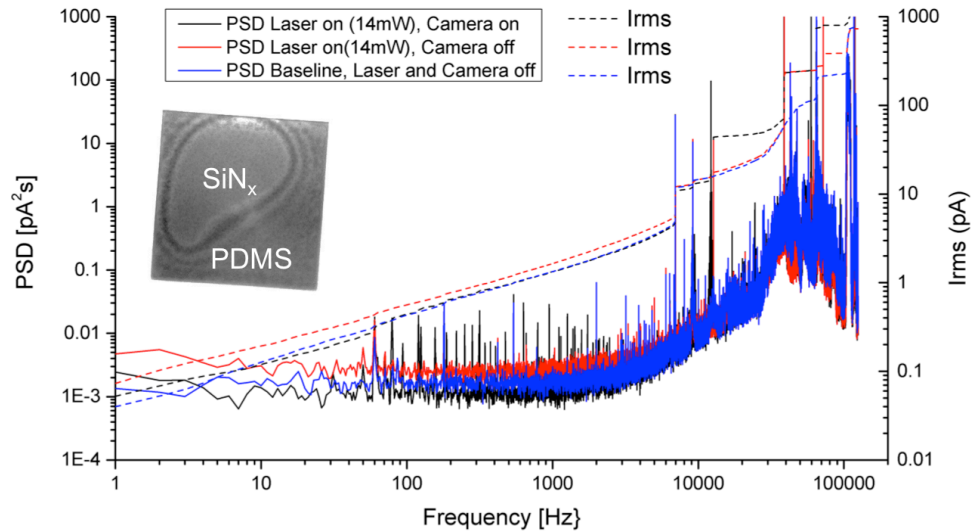 PSD Laser on (14mW), Camera on
PSD Laser on(14mW), Camera off
PSD Baseline, Laser and Camera off
Irms
Irms
Irms
1000
100
10
1
0.1
0.01
1E-3
1E-4
PSD [pA²s]
SiNₓ
PDMS
1000
100
10
1
0.1
0.01
Irms (pA)
1
10
100
1000
10000
100000
Frequency [Hz}